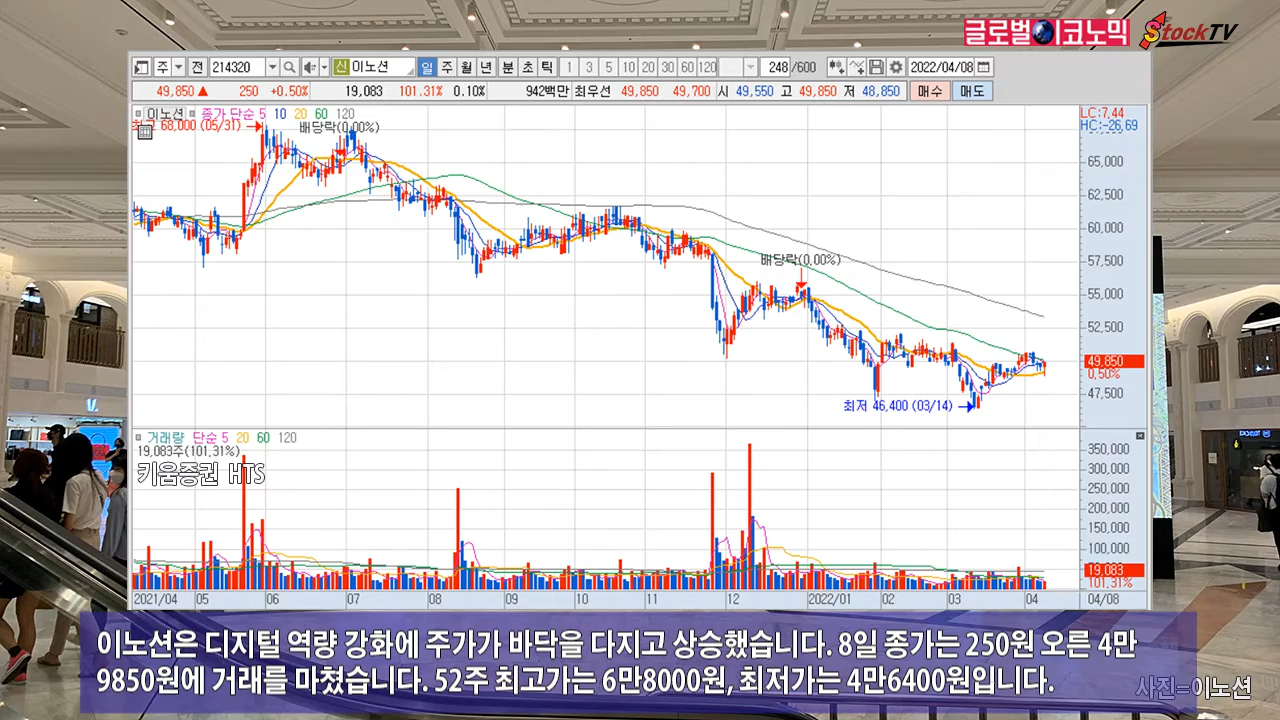 글로벌이코노믹 StockTV
주 전 214320 신 이노션 일 주 월 년 분 초 틱 1 3 5 10 20 30 60 120 248 /600 2022/04/08
49,850 ▲ 250 +0.50% 19,083 101.31% 0.10% 942백만 최우선 49,850 49,700 시 49,550 고 49,850 저 48,850 매수 매도
이노션 종가 단순 5 10 20 60 120
최고 68,000 (05/31) 배당락(0,00%)
LC:7,44
HC:-26,69
65,000
62,500
60,000
배당락(0,00%)
57,500
55,000
52,500
49,850
0,50%
47,500
최저 46,400 (03/14)
거래량 단순 5 20 60 120
19,083주(101,31%)
키움증권 HTS
350,000
300,000
250,000
200,000
150,000
100,000
19,083
101,31%
2021/04 05 06 07 08 09 10 11 12 2022/01 02 03 04 04/08
이노션은 디지털 역량 강화에 주가가 바닥을 다지고 상승했습니다. 8일 종가는 250원 오른 4만
9850원에 거래를 마쳤습니다. 52주 최고가는 6만8000원, 최저가는 4만6400원입니다.
사진=이노션